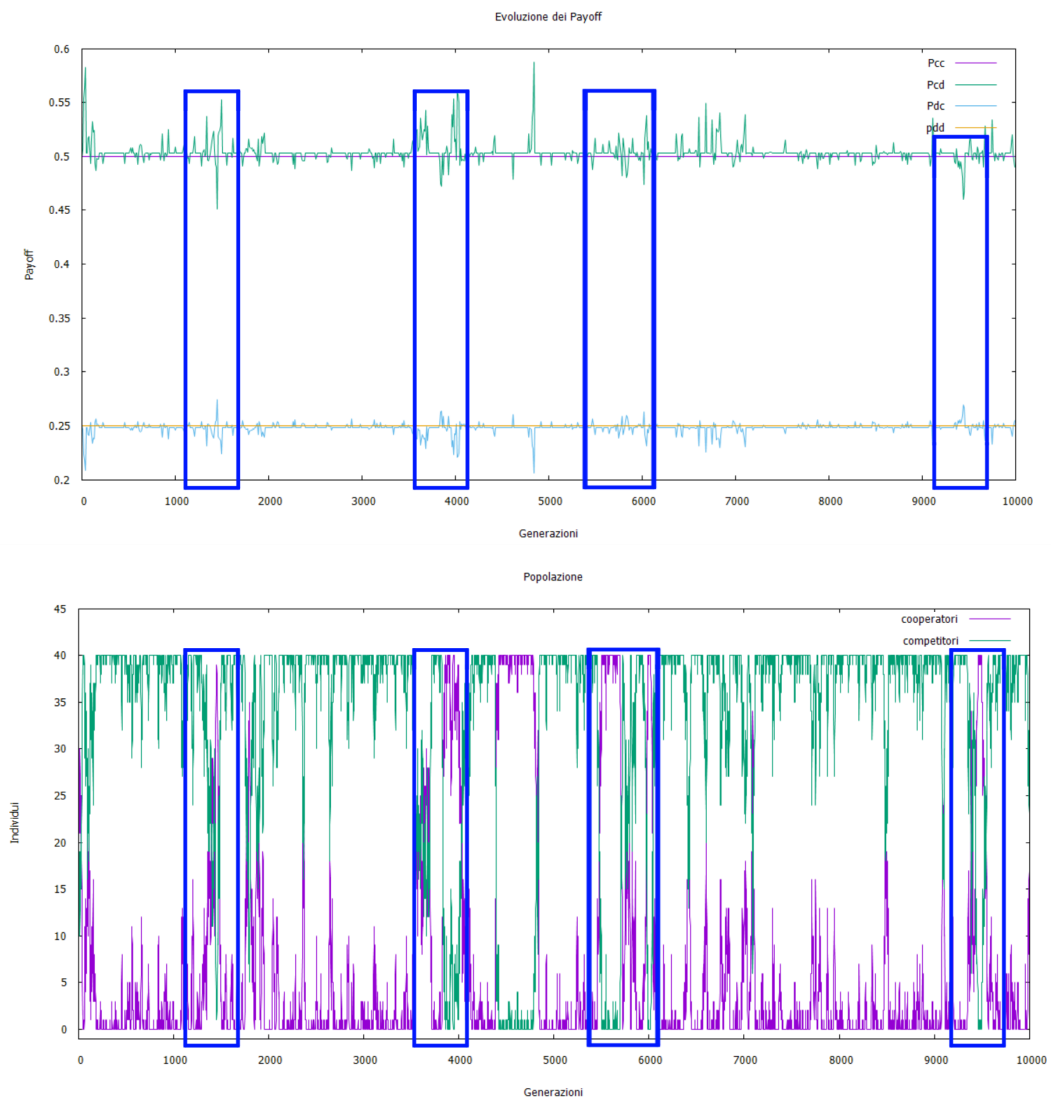 Evoluzione dei Payoff
0.6
0.55
0.5
0.45
0.4
0.35
0.3
0.25
0.2
Payoff
Pcc
Pcd
Pdc
pdd
0 1000 2000 3000 4000 5000 6000 7000 8000 9000 10000
Generazioni
Popolazione
45
40
35
30
25
20
15
10
5
0
Individui
cooperatori
competitori
0 1000 2000 3000 4000 5000 6000 7000 8000 9000 10000
Generazioni